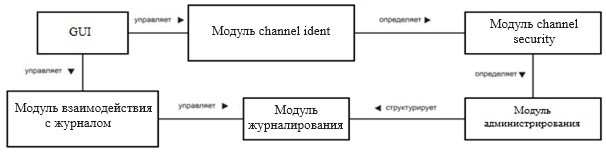 управляет
определяет
GUI
Модуль channel ident
Модуль channel
security
управляет
определяет
Модуль взаимодействия
с журналом
управляет
Модуль
журналирования
структурирует
Модуль
администрирования